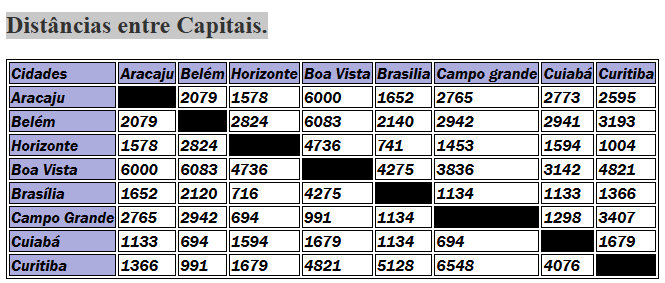 Distâncias entre Capitais.
Cidades Aracaju Belém Horizonte Boa Vista Brasilia Campo grande Cuiabá Curitiba
Aracaju 2079 1578 6000 1652 2765 2773 2595
Belém 2079 2824 6083 2140 2942 2941 3193
Horizonte 1578 2824 4736 741 1453 1594 1004
Boa Vista 6000 6083 4736 4275 3836 3142 4821
Brasília 1652 2120 716 4275 1134 1133 1366
Campo Grande 2765 2942 694 991 1134 1298 3407
Cuiabá 1133 694 1594 1679 1134 694 1679
Curitiba 1366 991 1679 4821 5128 6548 4076